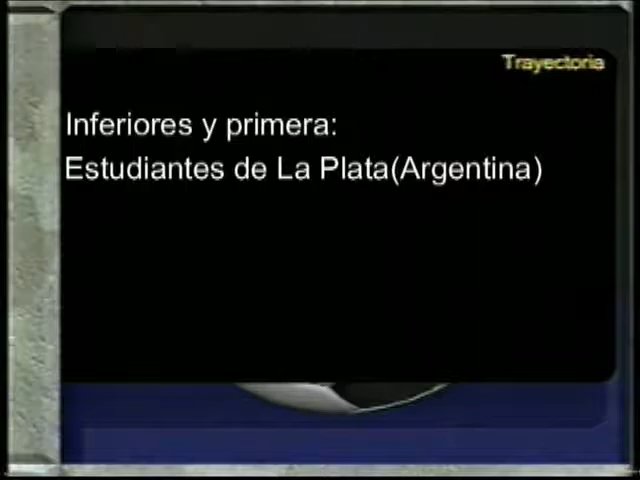 Trayectoria
Inferiores y primera:
Estudiantes de La Plata(Argentina)